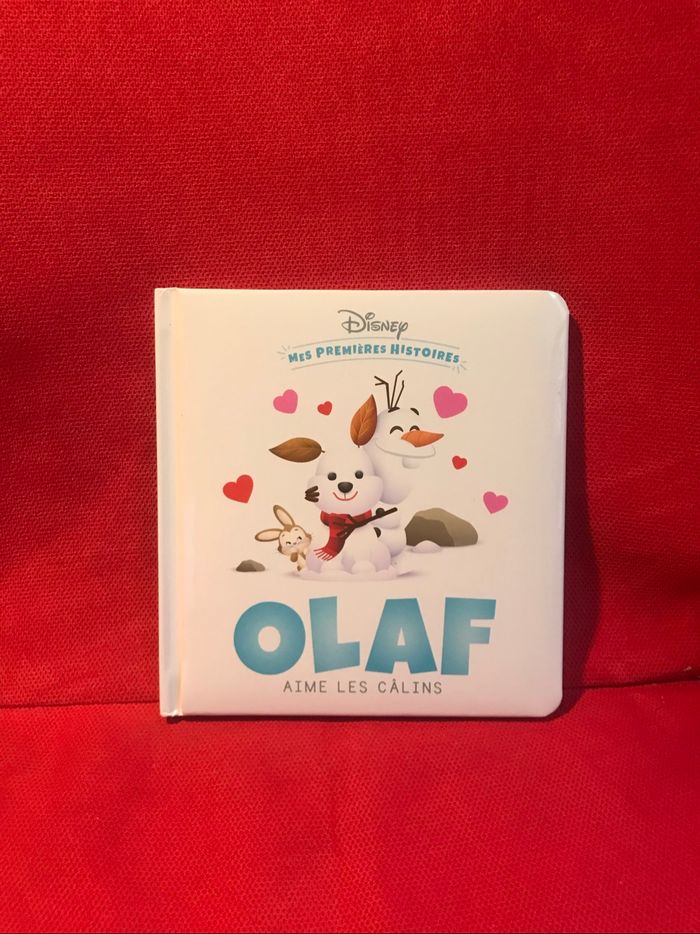 Disney
MES PREMIÈRES HISTOIRES
OLAF
AIME LES CÂLINS